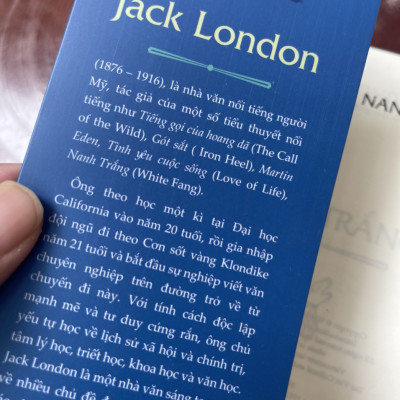 Jack London
(1876 – 1916), là nhà văn nổi tiếng người
Mỹ, tác giả của một số tiểu thuyết nổi
tiếng như Tiếng gọi của hoang dã (The Call
of the Wild), Gót sắt ( Iron Heel), Martin
Eden, Tình yêu cuộc sống (Love of Life),
Nanh Trắng (White Fang).
Ông theo học một kì tại Đại học
California vào năm 20 tuổi, rồi gia nhập
đội ngũ đi theo Con sốt vàng Klondike
năm 21 tuổi và bắt đầu sự nghiệp viết văn
chuyên nghiệp trên đường trở về từ
chuyến đi này. Với tính cách độc lập
mạnh mẽ và tư duy cứng rắn, ông chủ
yếu tự học về lịch sử xã hội và chính trị,
tâm lý học, triết học, khoa học và văn học.
Jack London là một nhà văn sáng
về nhiều chủ đề
NAN
TRẮNG